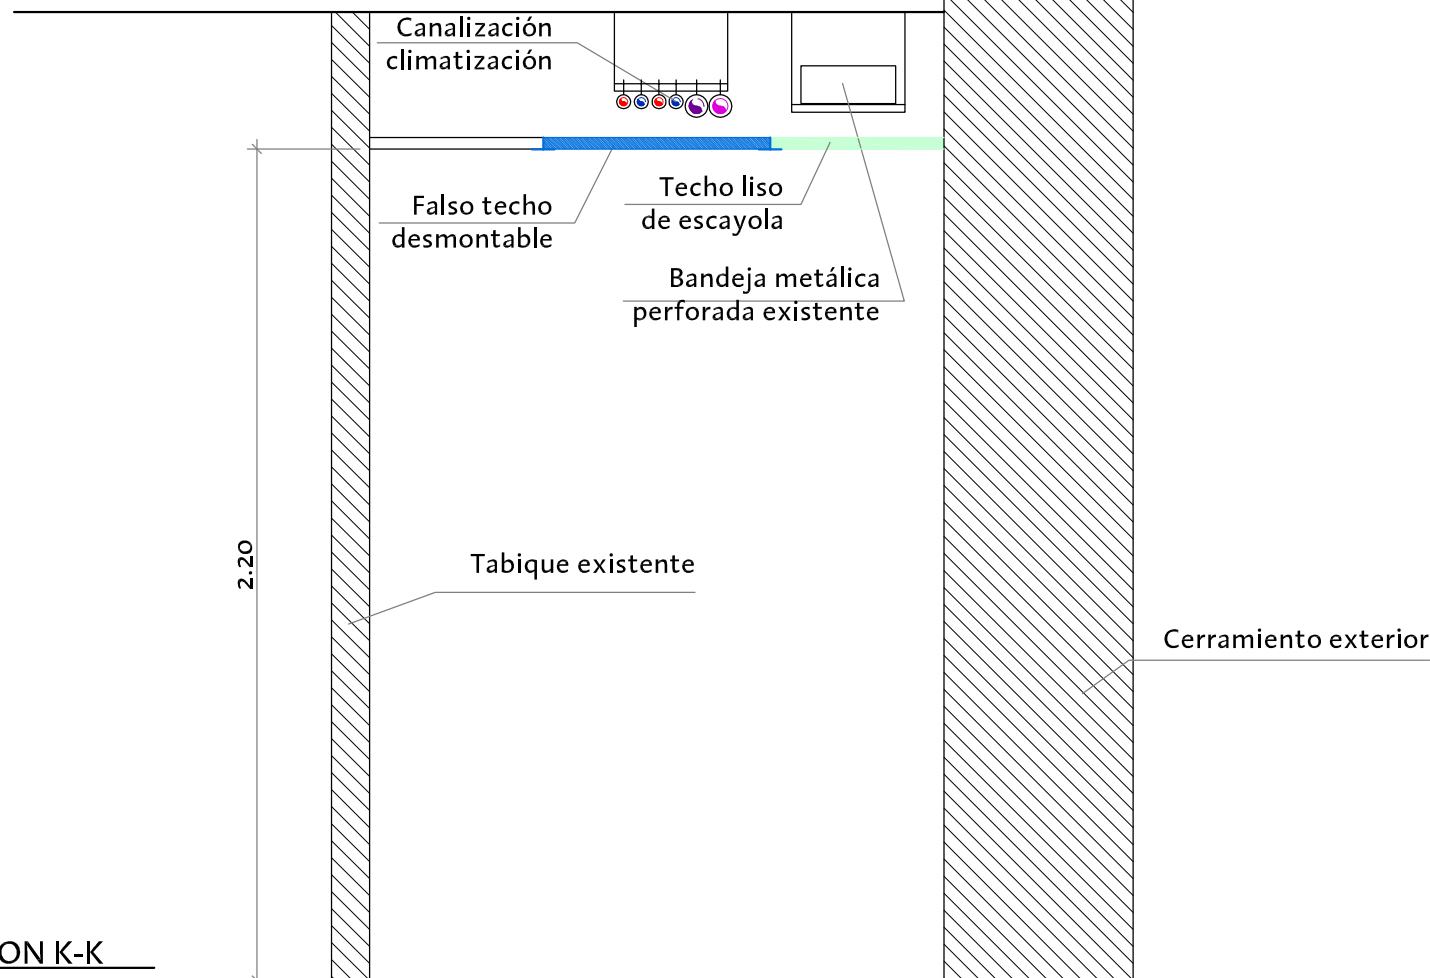 Canalización
climatización
Falso techo
desmontable
Techo liso
de escayola
Bandeja metálica
perforada existente
2.20
Tabique existente
Cerramiento exterior
ON K-K